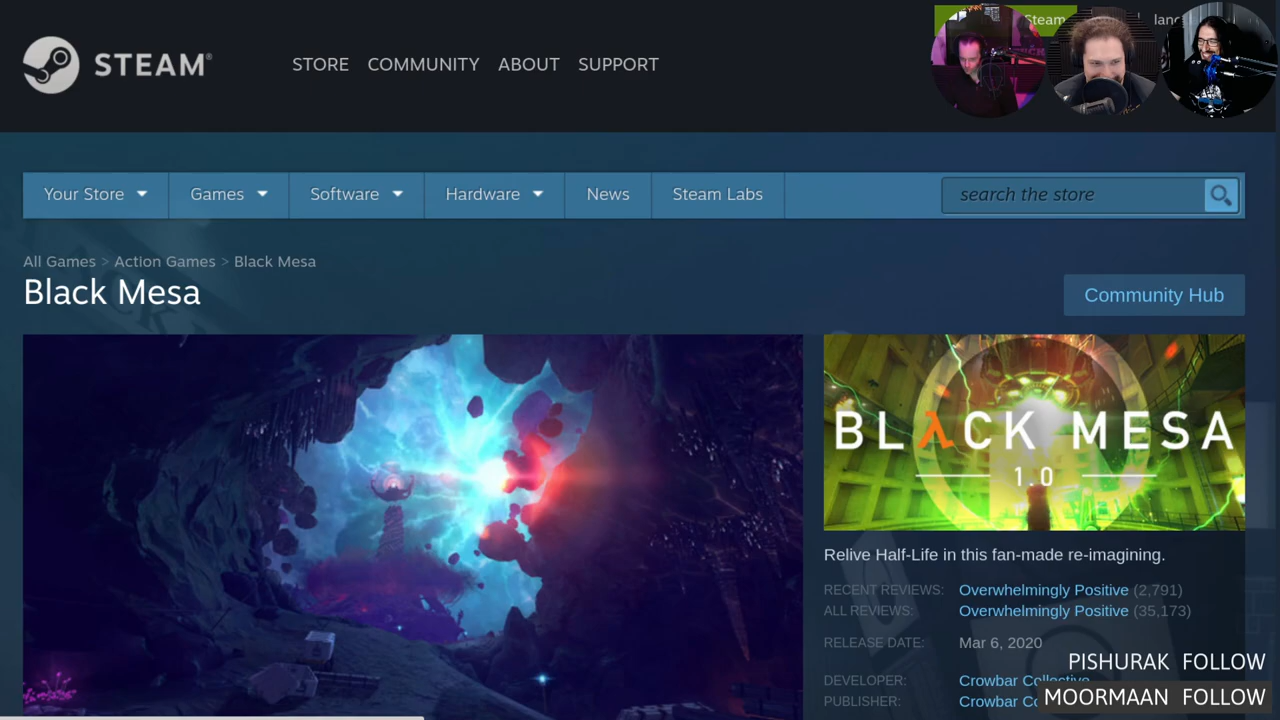 STEAM®
STORE COMMUNITY ABOUT SUPPORT
Steam
Your Store Games Software Hardware News Steam Labs search the store
All Games > Action Games > Black Mesa
Black Mesa
Community Hub
BLλCK MESA
1.0
Relive Half-Life in this fan-made re-imagining.
RECENT REVIEWS: Overwhelmingly Positive (2,791)
ALL REVIEWS: Overwhelmingly Positive (35,173)
RELEASE DATE: Mar 6, 2020
DEVELOPER: Crowbar Collective
PUBLISHER: Crowbar
PISHURAK FOLLOW
MOORMAAN FOLLOW